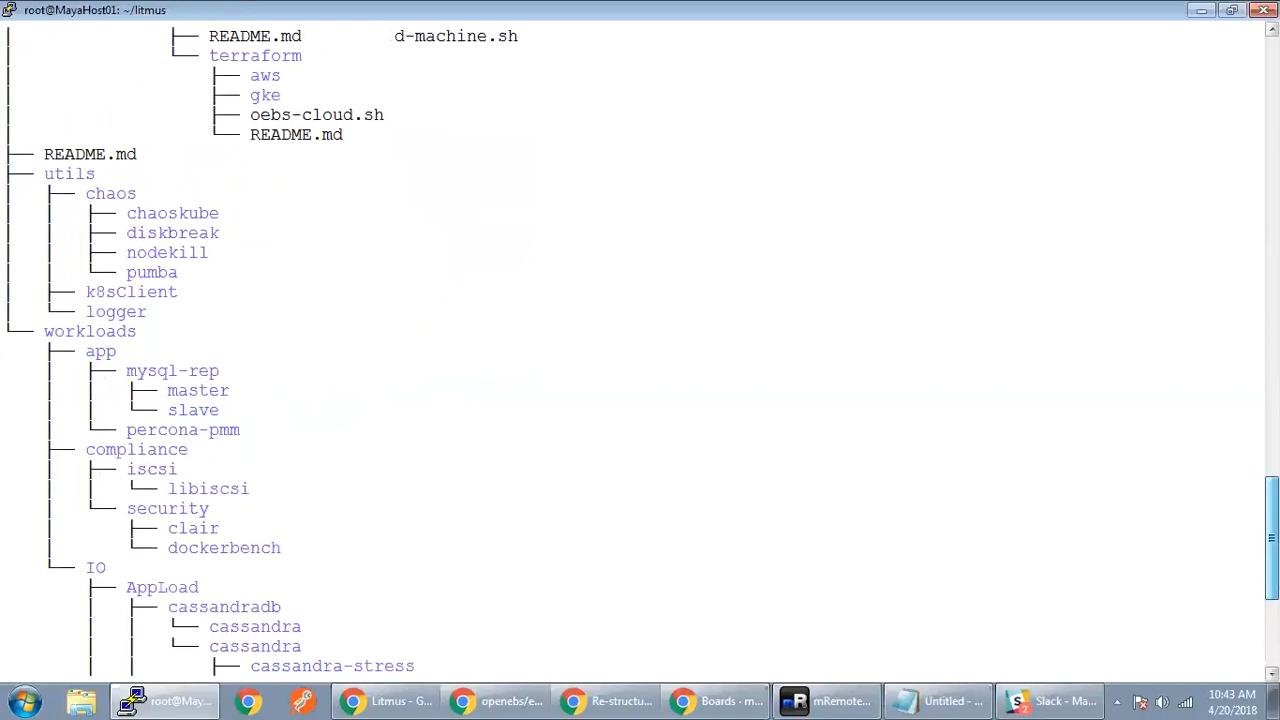 root@MayaHost01: ~/litmus
│ ├── README.md d-machine.sh
│ └── terraform
│ ├── aws
│ ├── gke
│ ├── oebs-cloud.sh
│ └── README.md
├── README.md
├── utils
│ ├── chaos
│ │ ├── chaoskube
│ │ ├── diskbreak
│ │ ├── nodekill
│ │ └── pumba
│ ├── k8sClient
│ └── logger
└── workloads
├── app
│ ├── mysql-rep
│ │ ├── master
│ │ └── slave
│ └── percona-pmm
├── compliance
│ ├── iscsi
│ │ └── libiscsi
│ └── security
│ ├── clair
│ └── dockerbench
└── IO
├── AppLoad
│ ├── cassandradb
│ │ └── cassandra
│ │ └── cassandra
│ │ ├── cassandra-stress
root@May... Litmus - G... openebs/e... Re-structu... Boards - m... mRemote... Untitled - ... 2 Slack - Ma... 10:43 AM
4/20/2018